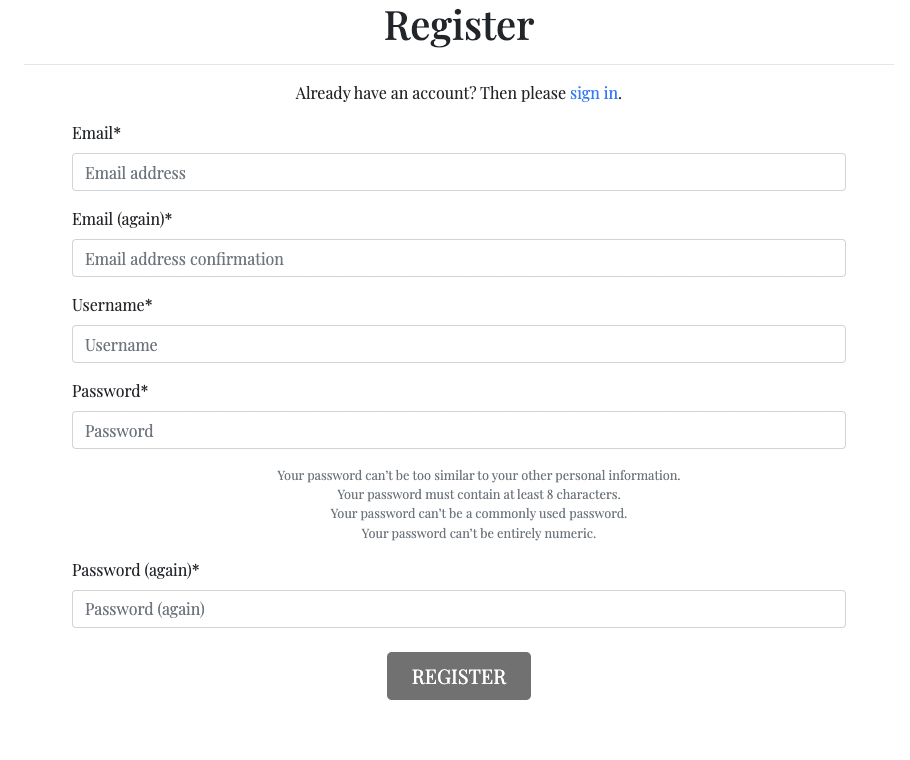 Register
Already have an account? Then please sign in.
Email*
Email address
Email (again)*
Email address confirmation
Username*
Username
Password*
Password
Your password can’t be too similar to your other personal information.
Your password must contain at least 8 characters.
Your password can’t be a commonly used password.
Your password can’t be entirely numeric.
Password (again)*
Password (again)
REGISTER